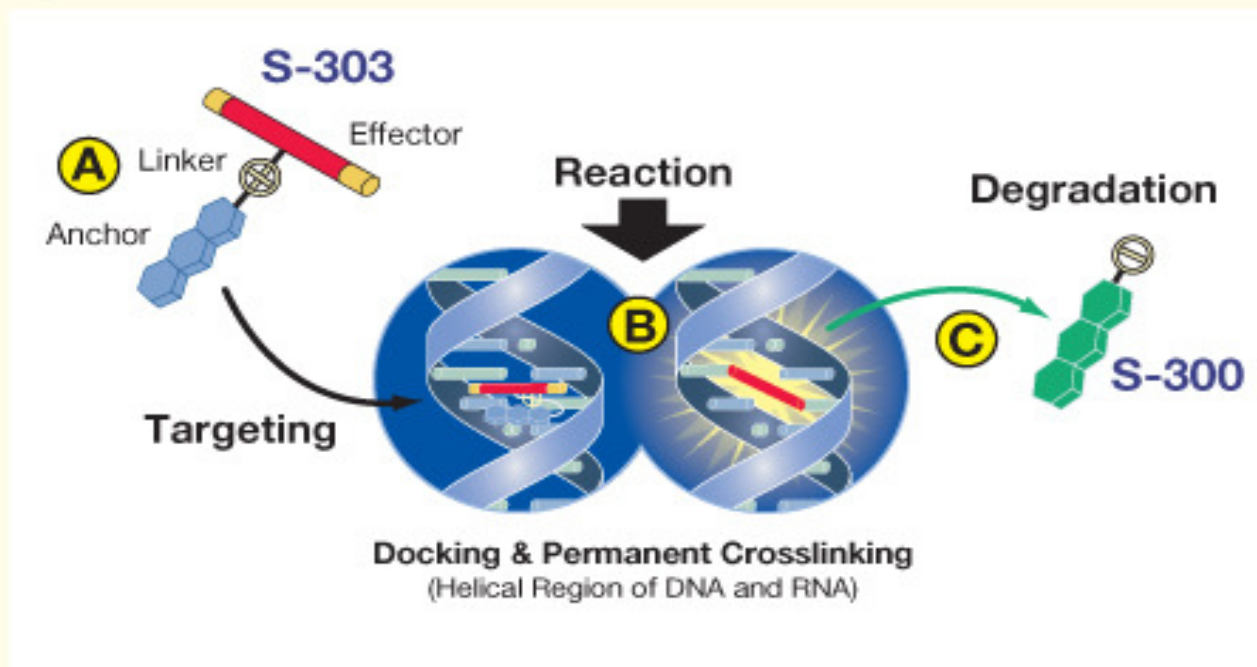 S-303
Effector
A
Linker
Anchor
Reaction
Degradation
B
C
S-300
Targeting
Docking & Permanent Crosslinking
(Helical Region of DNA and RNA)